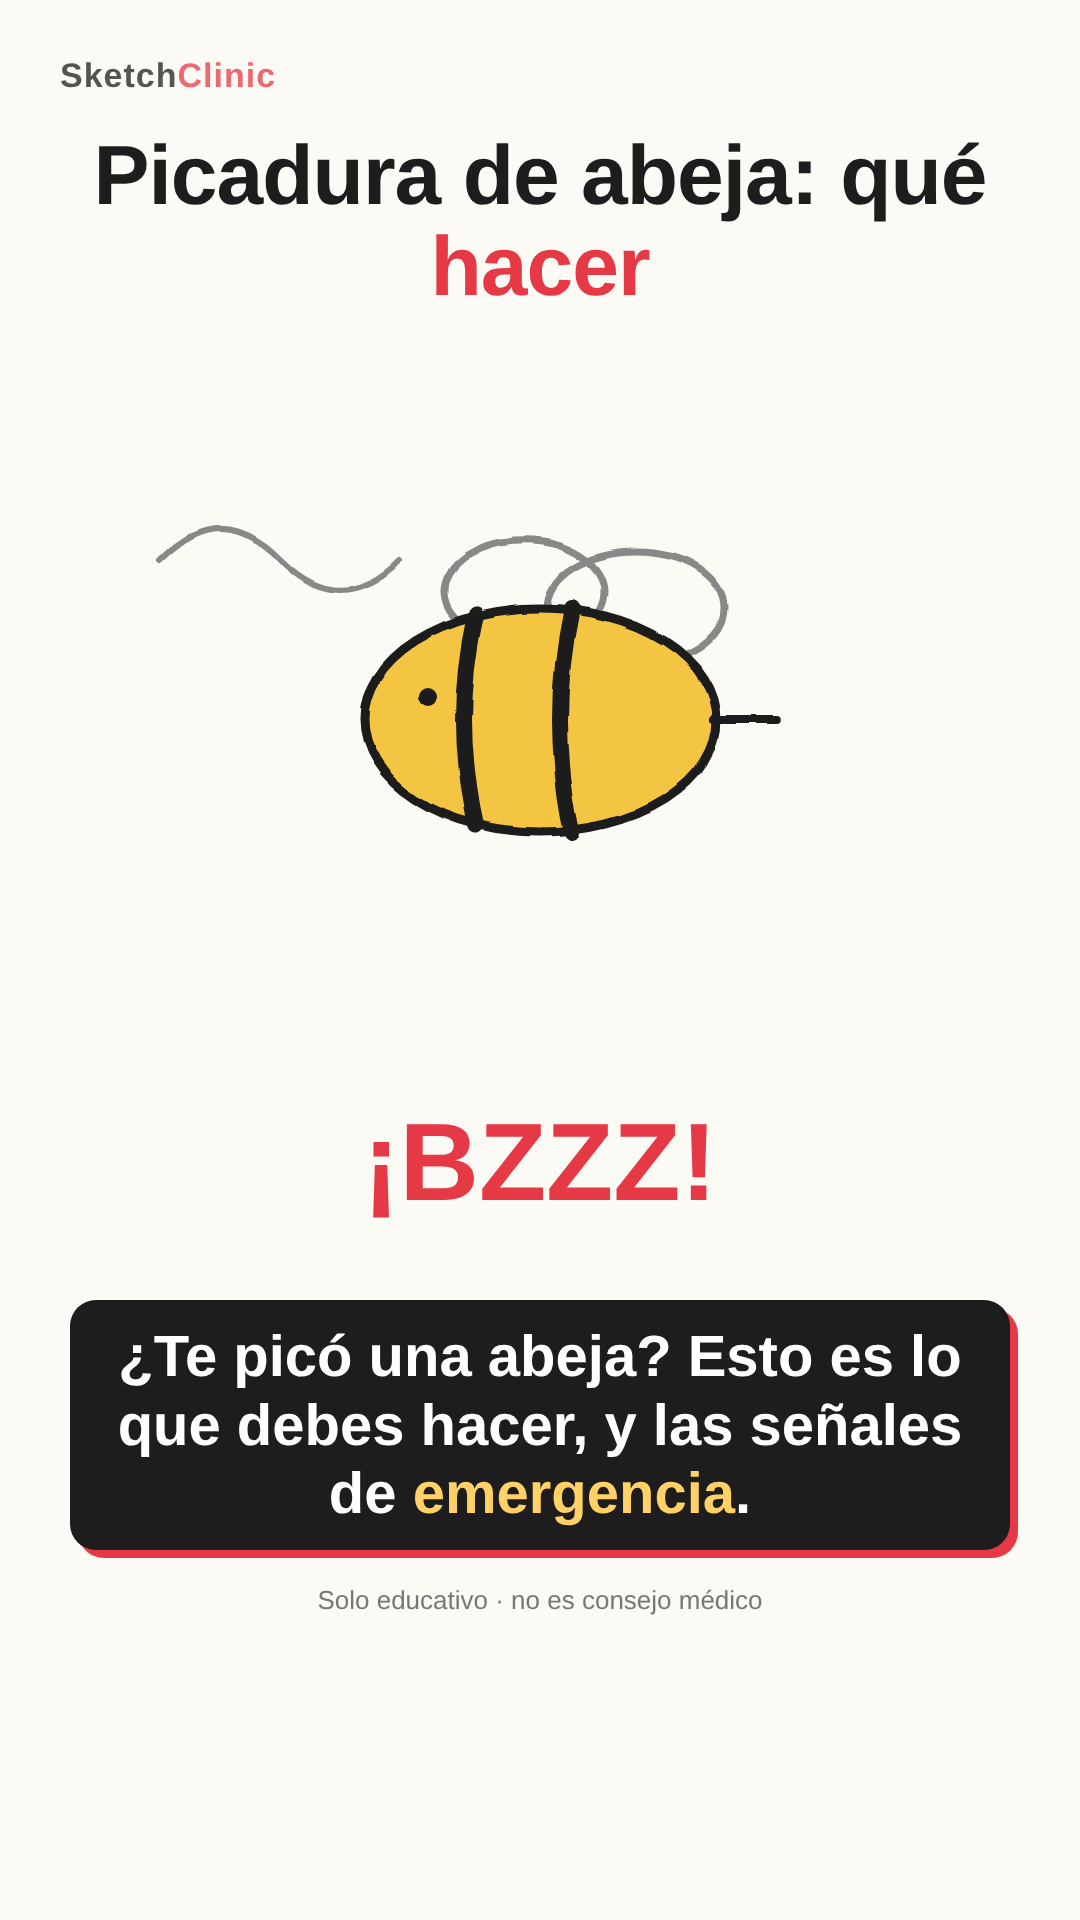 SketchClinic
Picadura de abeja: qué
hacer
¡BZZZ!
¿Te picó una abeja? Esto es lo
que debes hacer, y las señales
de emergencia.
Solo educativo · no es consejo médico